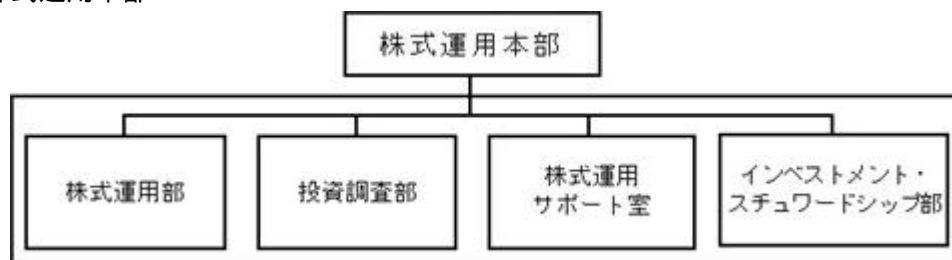 株式運用本部
株式運用部
投資調査部
株式運用
サポート室
インベストメント・
スチュワードシップ部